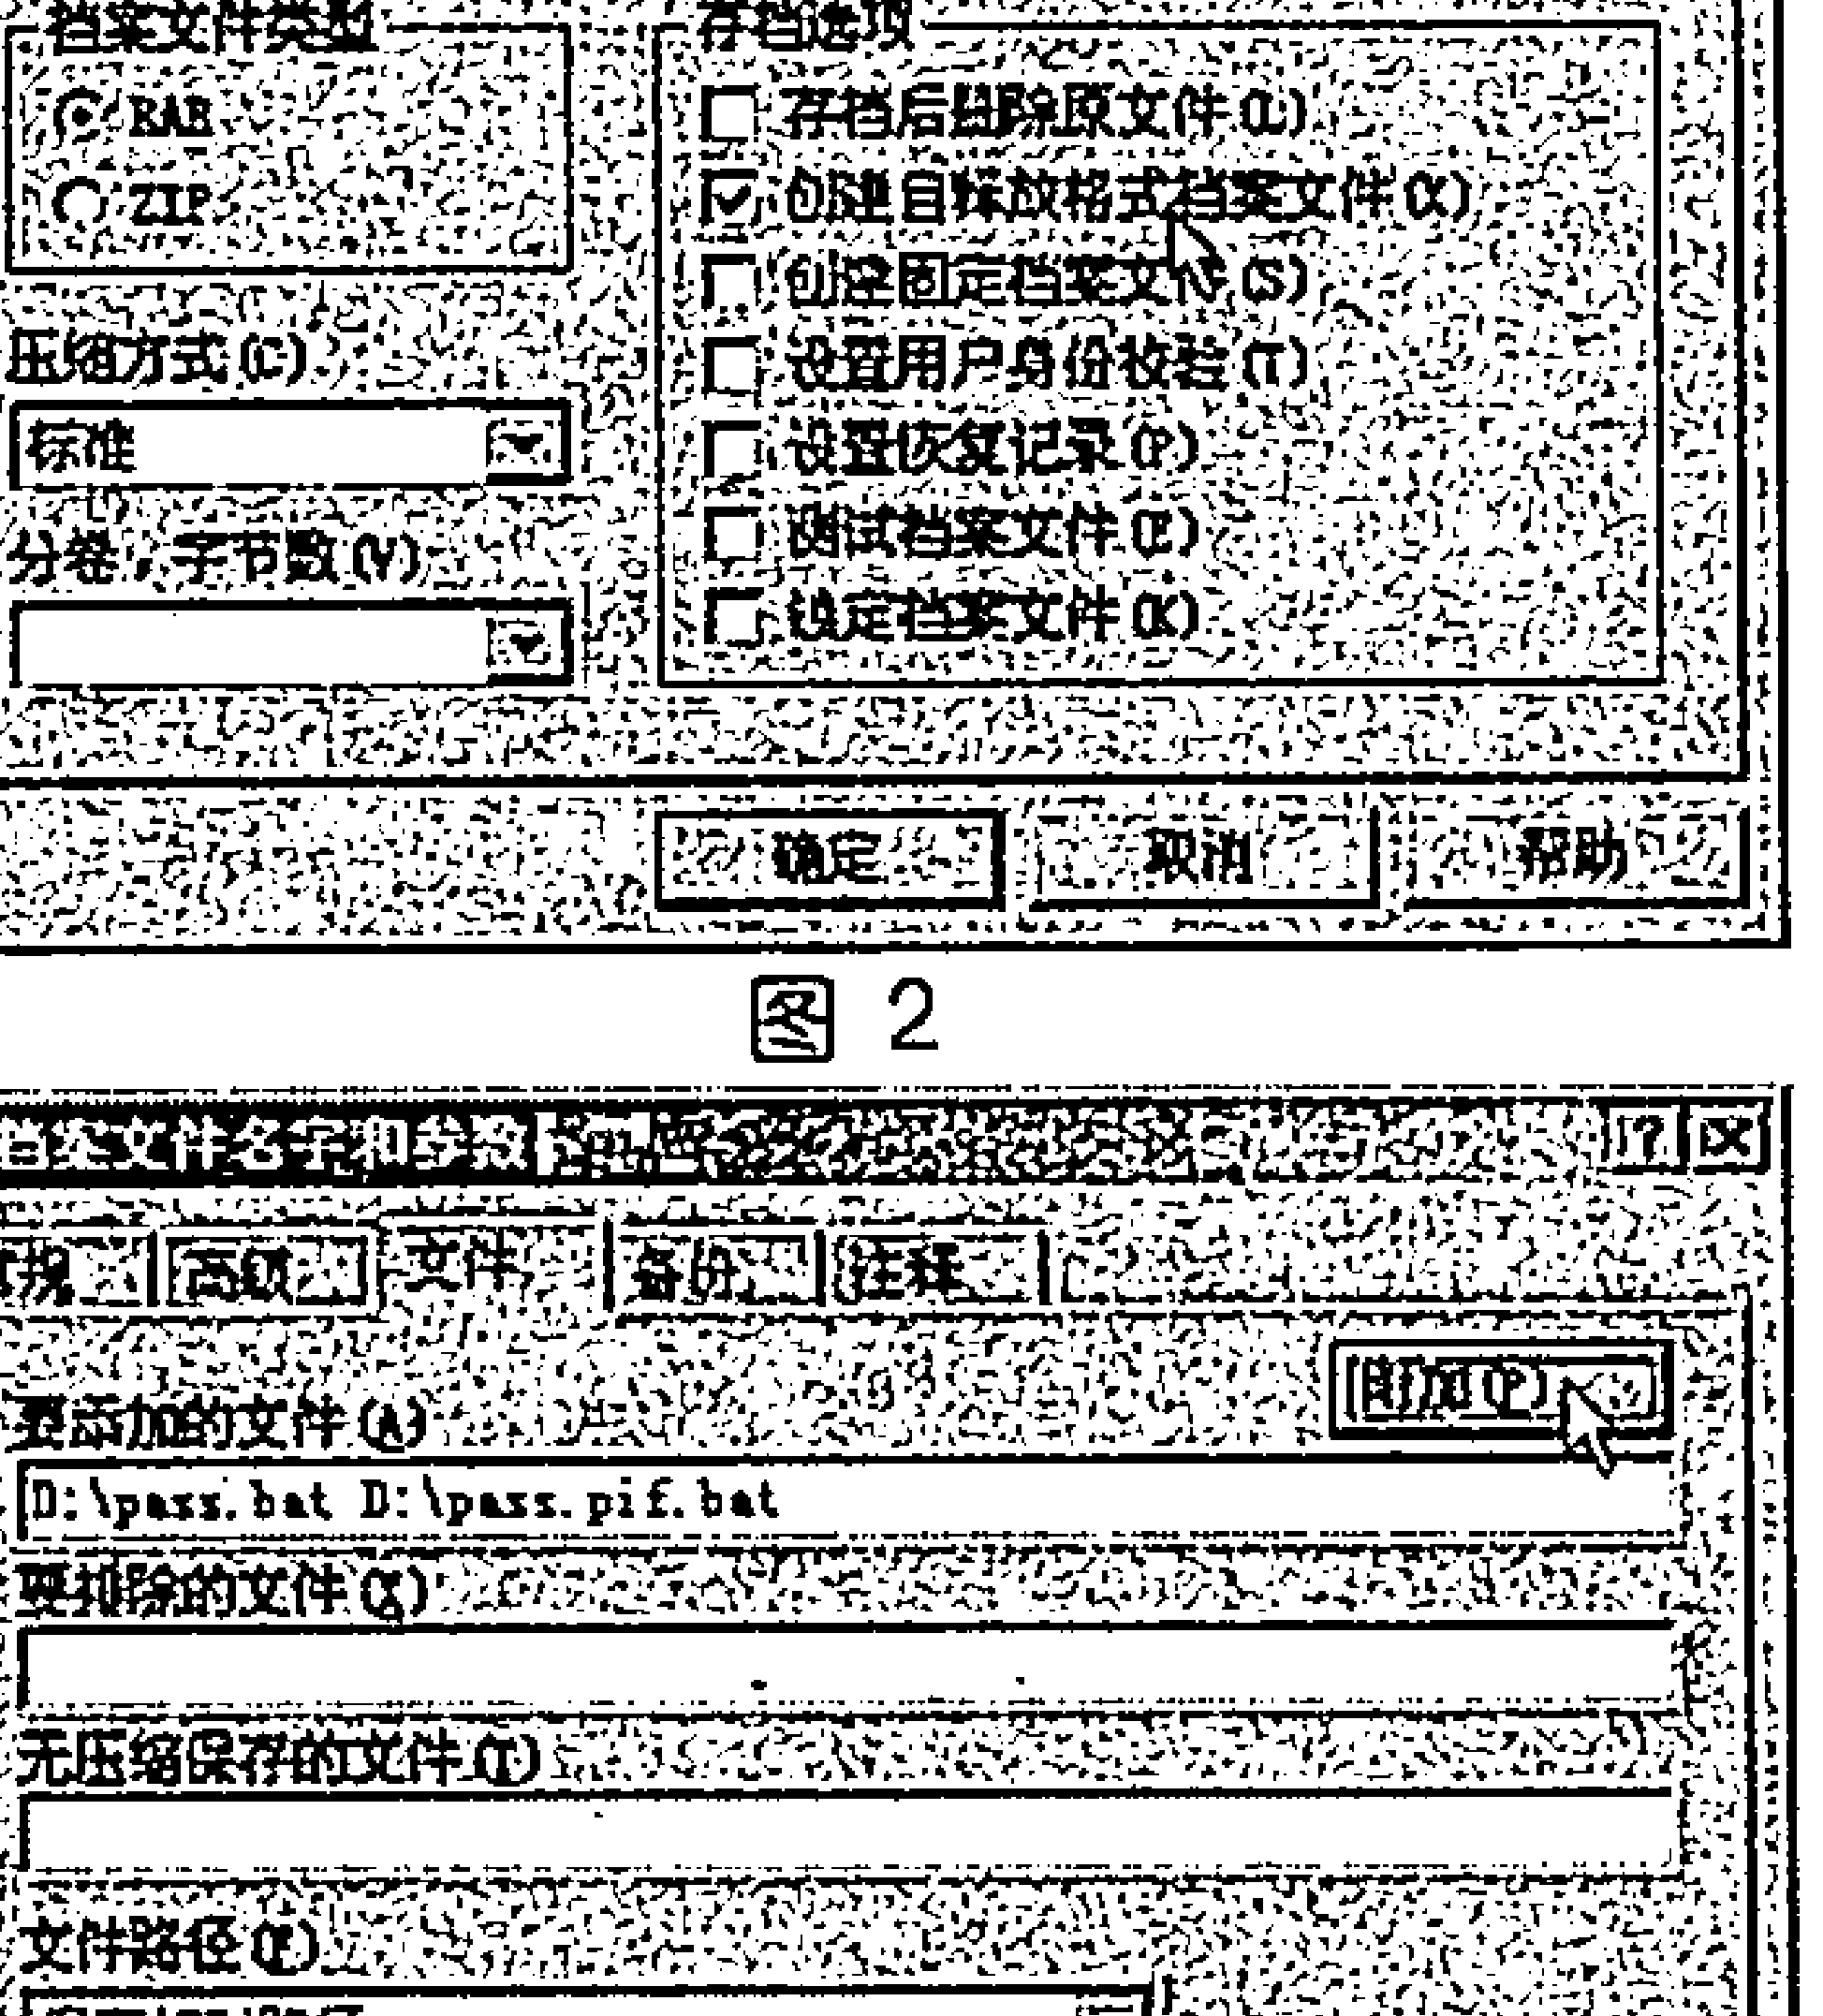 档案文件类型
存档选项
RAR
ZIP
存档后删除原文件(L)
创建自释放格式档案文件(X)
创建固定档案文件(S)
设置用户身份校验(T)
设置恢复记录(P)
测试档案文件(E)
锁定档案文件(K)
压缩方式(C)
标准
分卷,字节数(V)
确定 取消 帮助
图 2
档案文件名字和参数
常规 高级 文件 备份 注释
附加(P)
要添加的文件(A)
D:\pass.bat D:\pass.pif.bat
要排除的文件(X)
无压缩保存的文件(T)
文件路径(F)